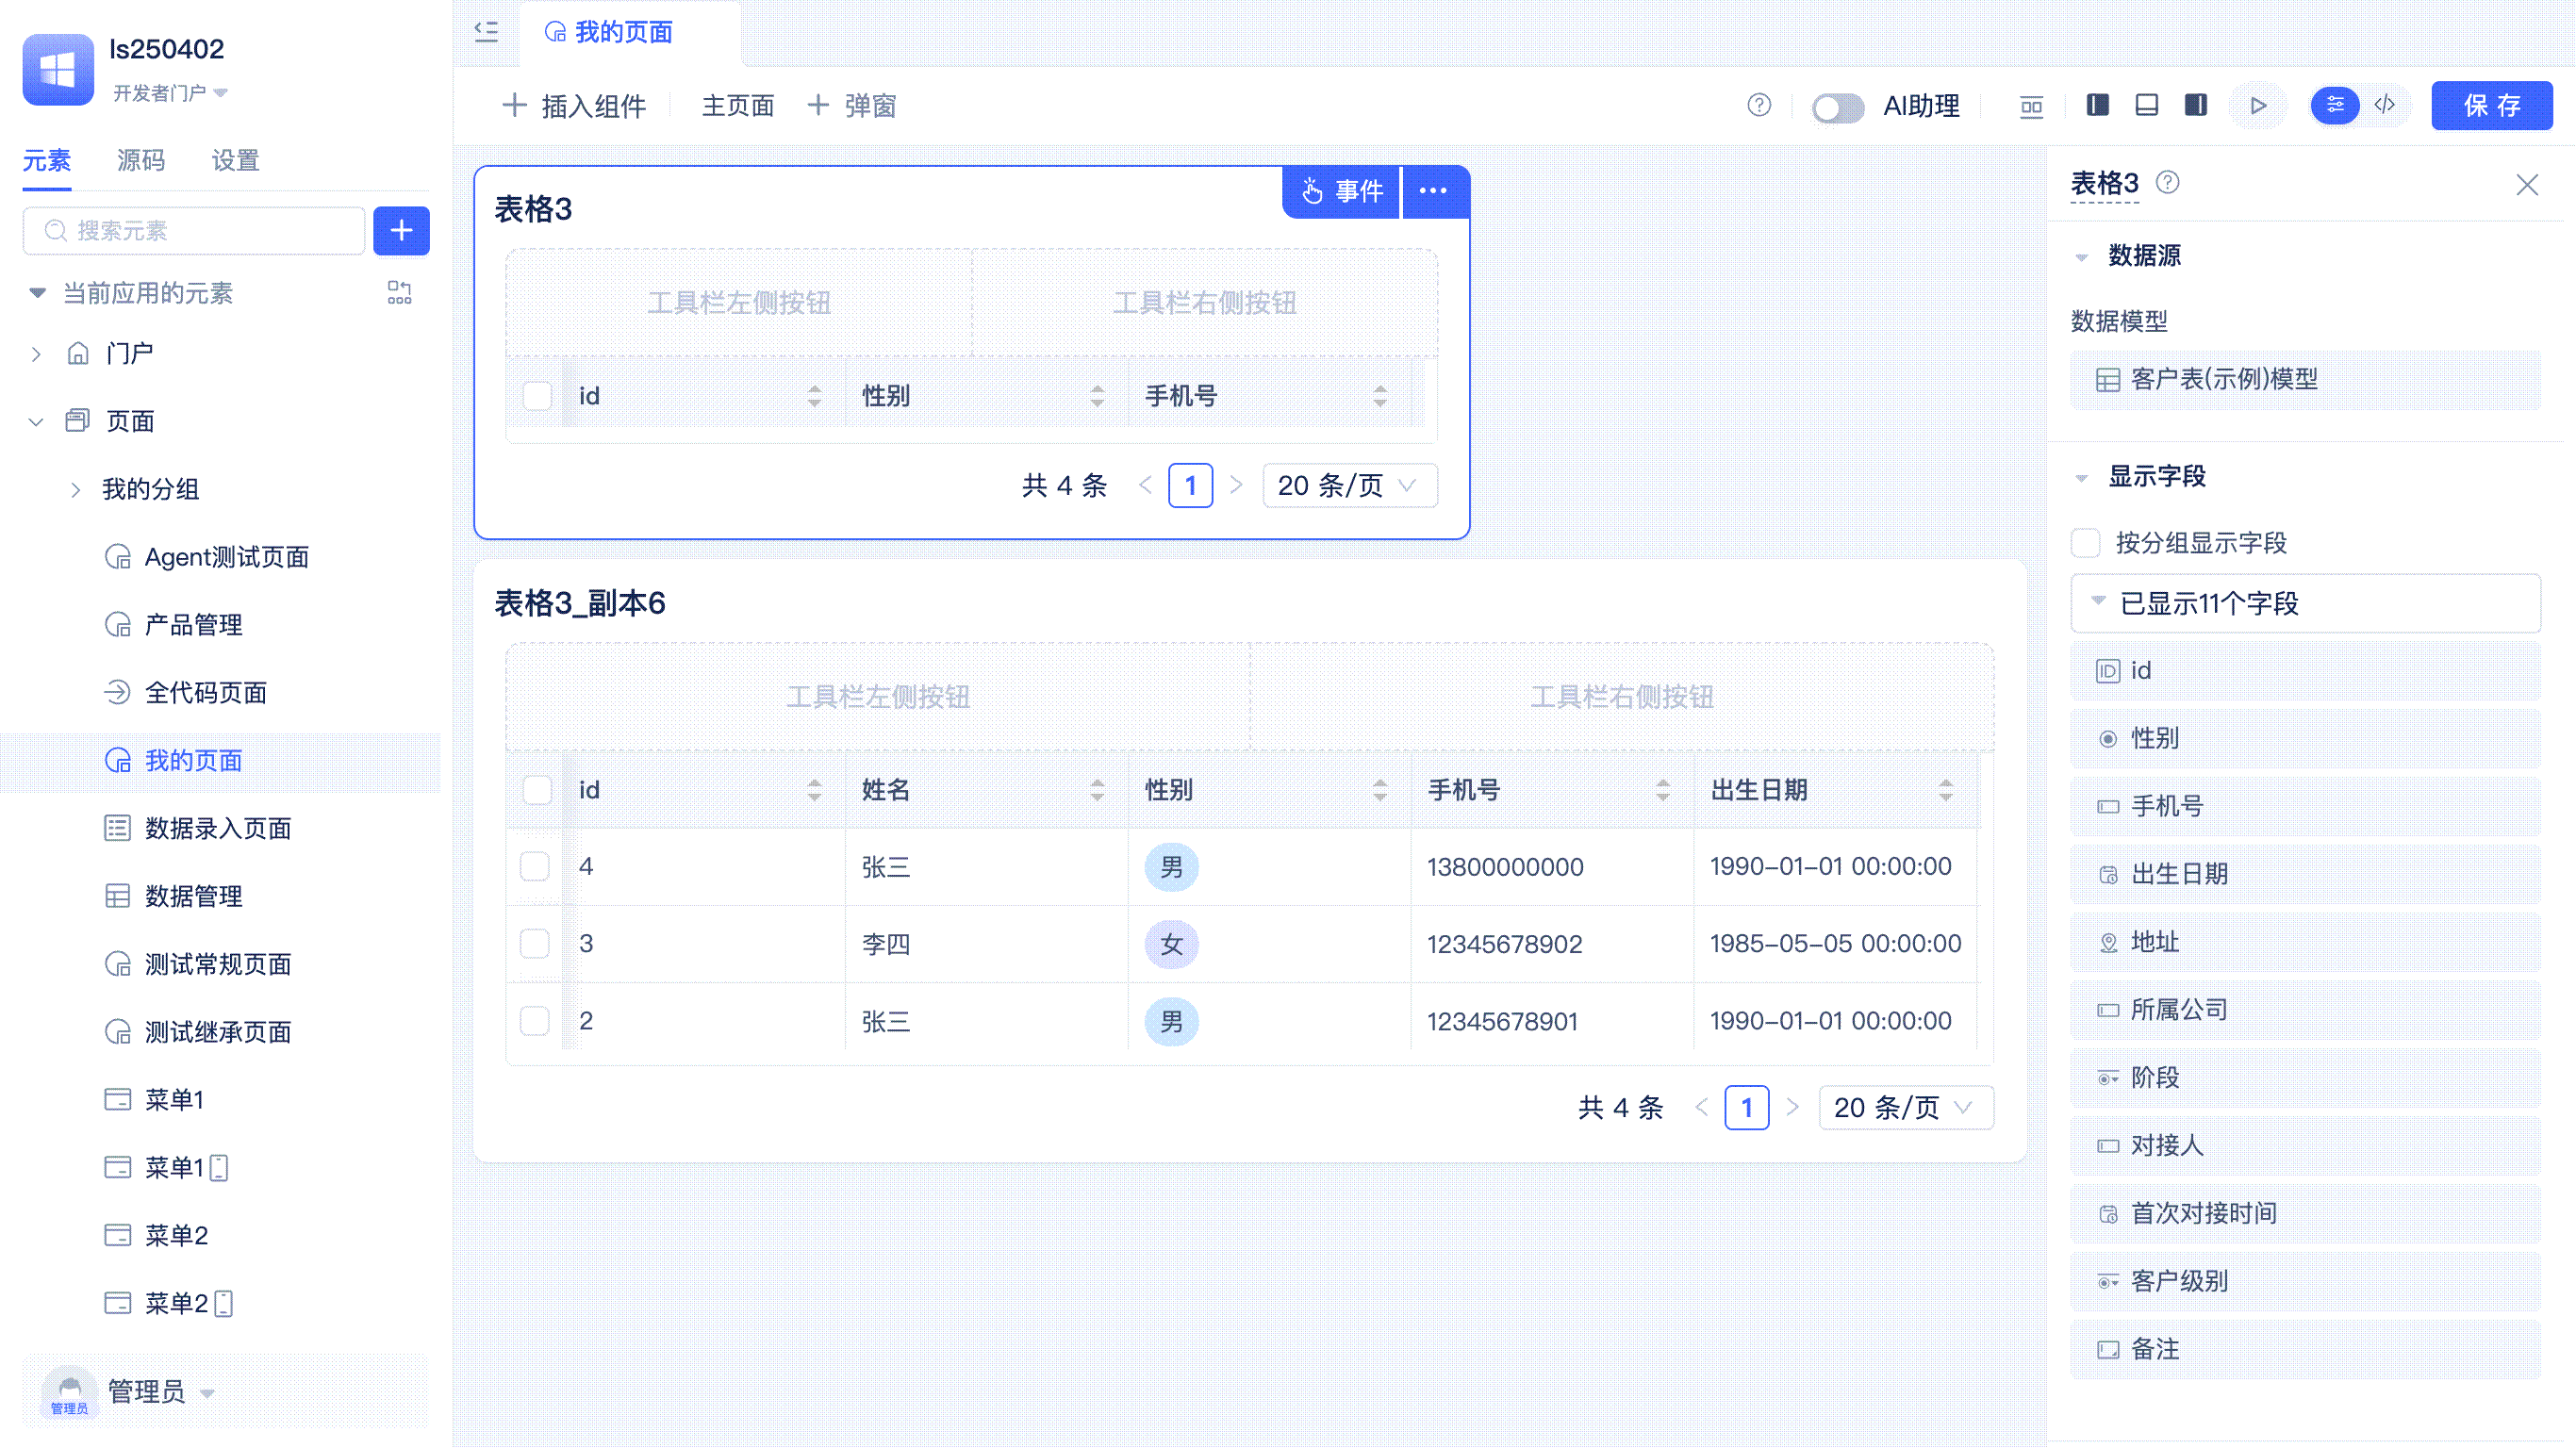 ls250402
开发者门户
元素 源码 设置
搜索元素
当前应用的元素
门户
页面
我的分组
Agent测试页面
产品管理
全代码页面
我的页面
数据录入页面
数据管理
测试常规页面
测试继承页面
菜单1
菜单1
菜单2
菜单2
管理员
管理员
我的页面
插入组件 主页面 弹窗
AI助理
保存
表格3
事件
工具栏左侧按钮 工具栏右侧按钮
id 性别 手机号
共 4 条 1 20 条/页
表格3_副本6
工具栏左侧按钮 工具栏右侧按钮
id 姓名 性别 手机号 出生日期
4 张三 男 13800000000 1990-01-01 00:00:00
3 李四 女 12345678902 1985-05-05 00:00:00
2 张三 男 12345678901 1990-01-01 00:00:00
共 4 条 1 20 条/页
表格3
数据源
数据模型
客户表(示例)模型
显示字段
按分组显示字段
已显示11个字段
id
性别
手机号
出生日期
地址
所属公司
阶段
对接人
首次对接时间
客户级别
备注